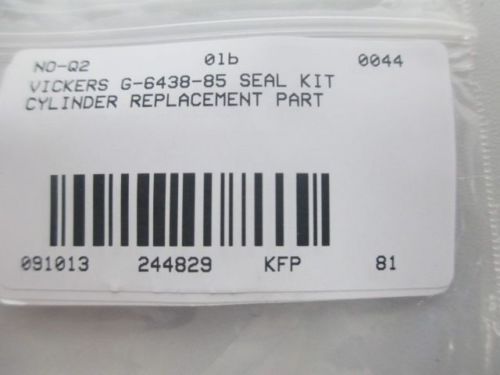 NO-Q2 01b 0044
VICKERS G-6438-85 SEAL KIT
CYLINDER REPLACEMENT PART
091013 244829 KFP 81